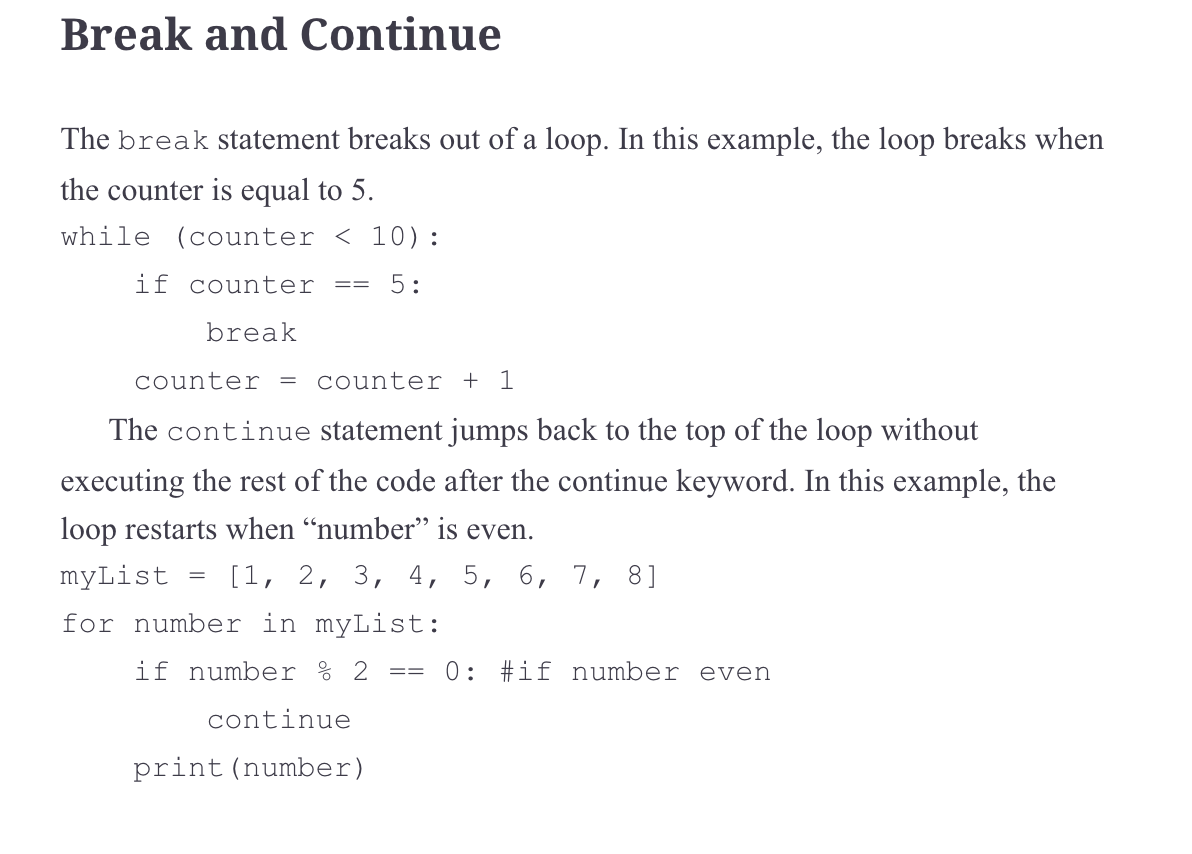 Break and Continue
The break statement breaks out of a loop. In this example, the loop breaks when
the counter is equal to 5.
while (counter < 10):
    if counter == 5:
        break
    counter = counter + 1
The continue statement jumps back to the top of the loop without
executing the rest of the code after the continue keyword. In this example, the
loop restarts when “number” is even.
myList = [1, 2, 3, 4, 5, 6, 7, 8]
for number in myList:
    if number % 2 == 0: #if number even
        continue
    print(number)